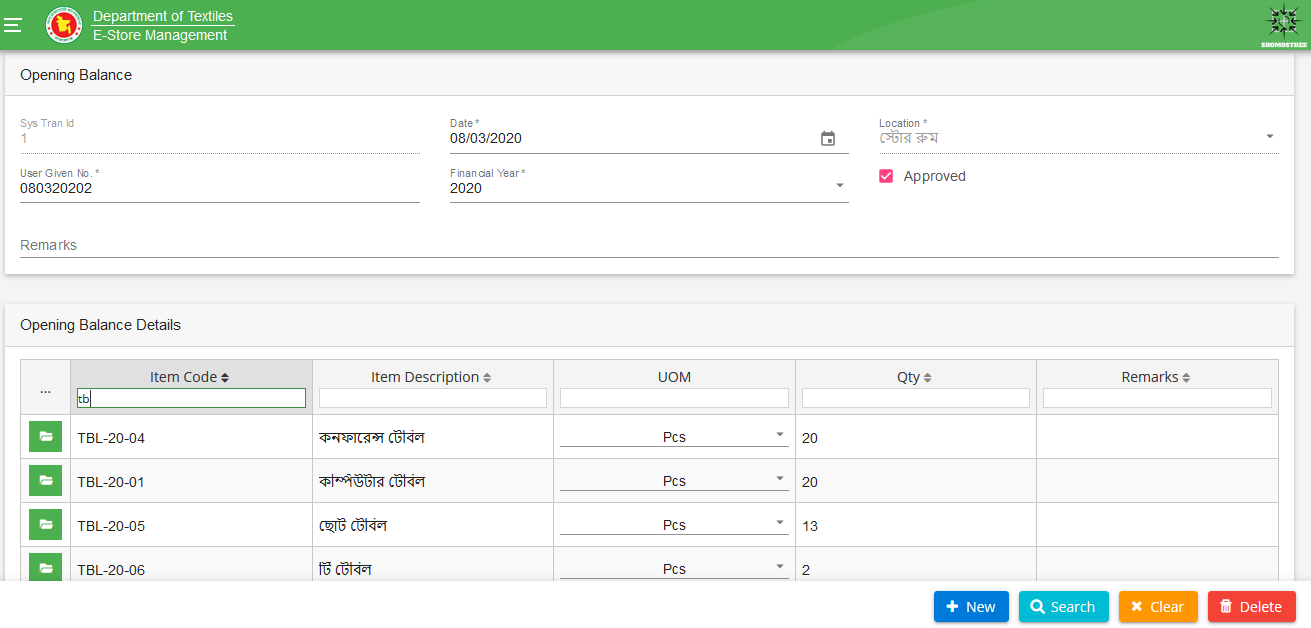 Department of Textiles
E-Store Management
SHOMOSTHEE
Opening Balance
Sys Tran Id
1
Date *
08/03/2020
Location *
স্টোর রুম
User Given No. *
080320202
Financial Year *
2020
Approved
Remarks
Opening Balance Details
... Item Code Item Description UOM Qty Remarks
tb
TBL-20-04 কনফারেন্স টেবিল Pcs 20
TBL-20-01 কম্পিউটার টেবিল Pcs 20
TBL-20-05 ছোট টেবিল Pcs 13
TBL-20-06 টি টেবিল Pcs 2
New Search Clear Delete